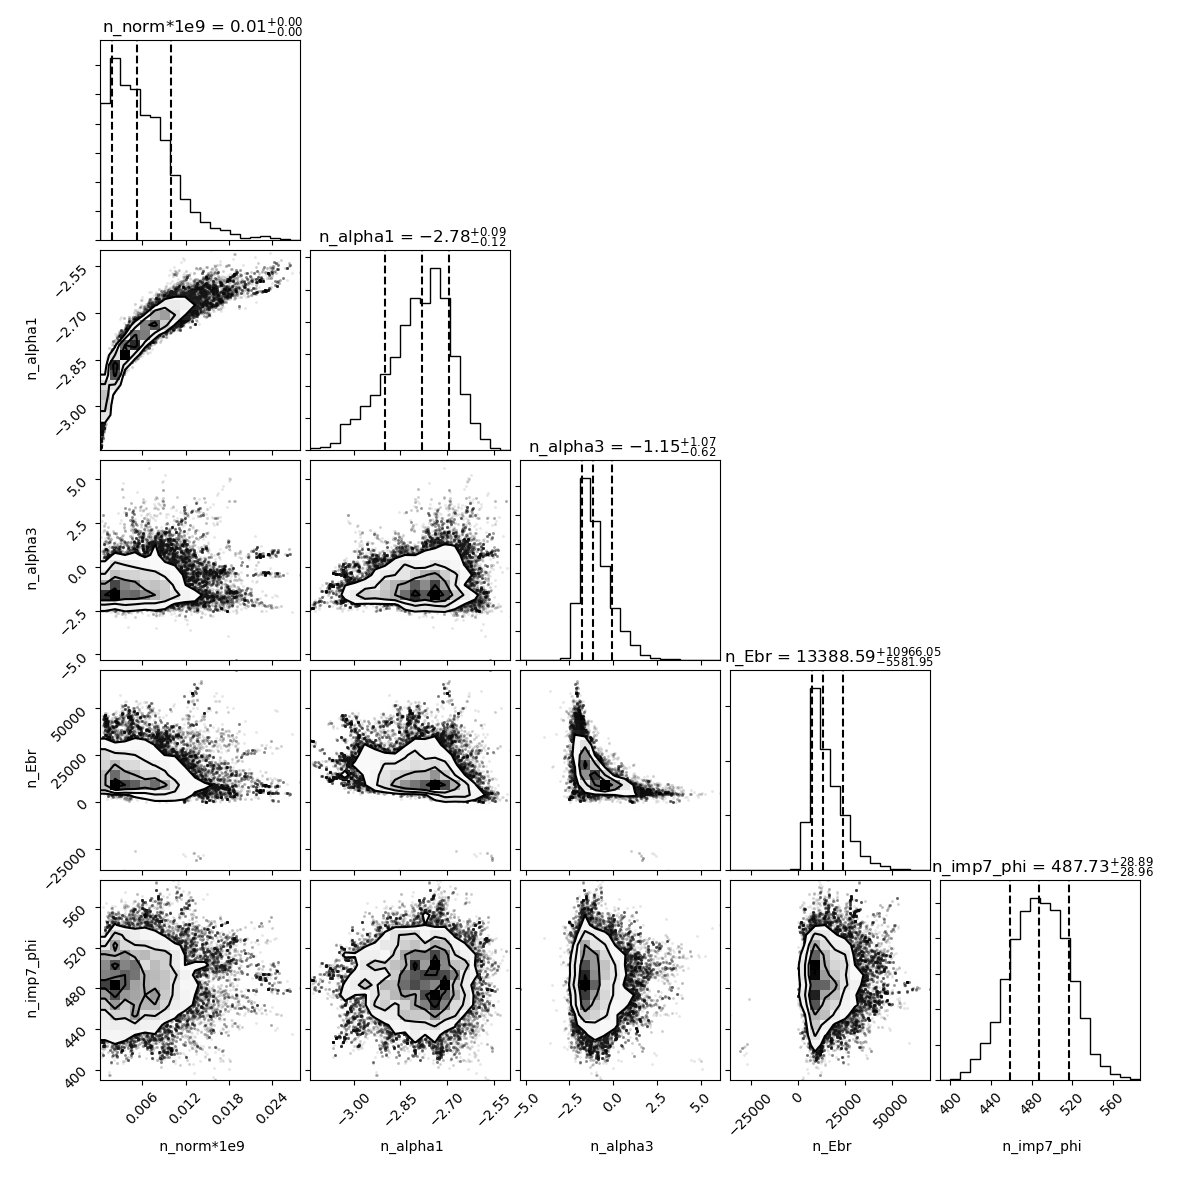 n_norm*1e9 = 0.01+0.00 −0.00
n_alpha1 = −2.78+0.09 −0.12
−2.55
−2.70
−2.85
−3.00
n_alpha1
n_alpha3 = −1.15+1.07 −0.62
5.0
2.5
0.0
−2.5
−5.0
n_alpha3
n_Ebr = 13388.59+10966.05 −5581.95
50000
25000
0
−25000
n_Ebr
n_imp7_phi = 487.73+28.89 −28.96
560
520
480
440
400
n_imp7_phi
0.006 0.012 0.018 0.024
−3.00 −2.85 −2.70 −2.55
−5.0 −2.5 0.0 2.5 5.0
−25000 0 25000 50000
400 440 480 520 560
n_norm*1e9 n_alpha1 n_alpha3 n_Ebr n_imp7_phi